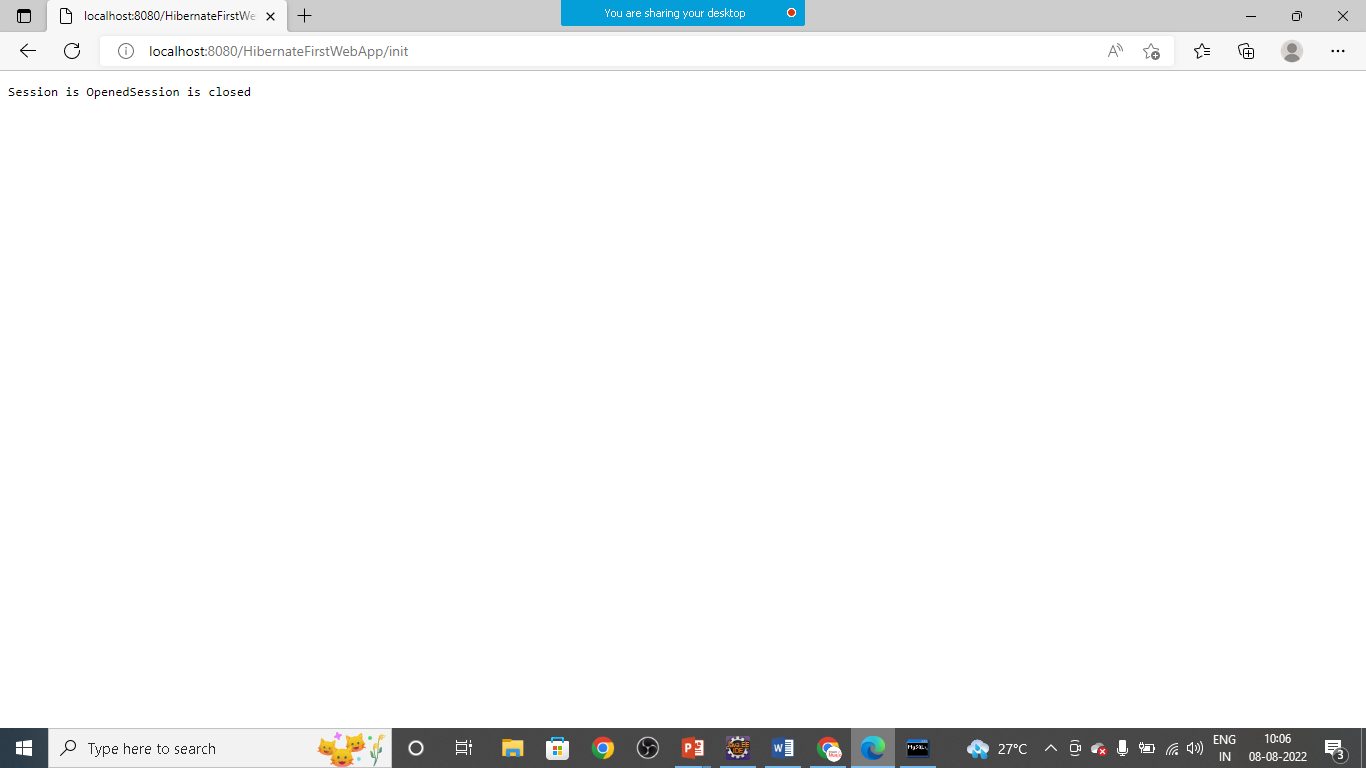 localhost:8080/HibernateFirstWe
You are sharing your desktop
localhost:8080/HibernateFirstWebApp/init
Session is OpenedSession is closed
Type here to search
27°C
ENG
IN
10:06
08-08-2022
3